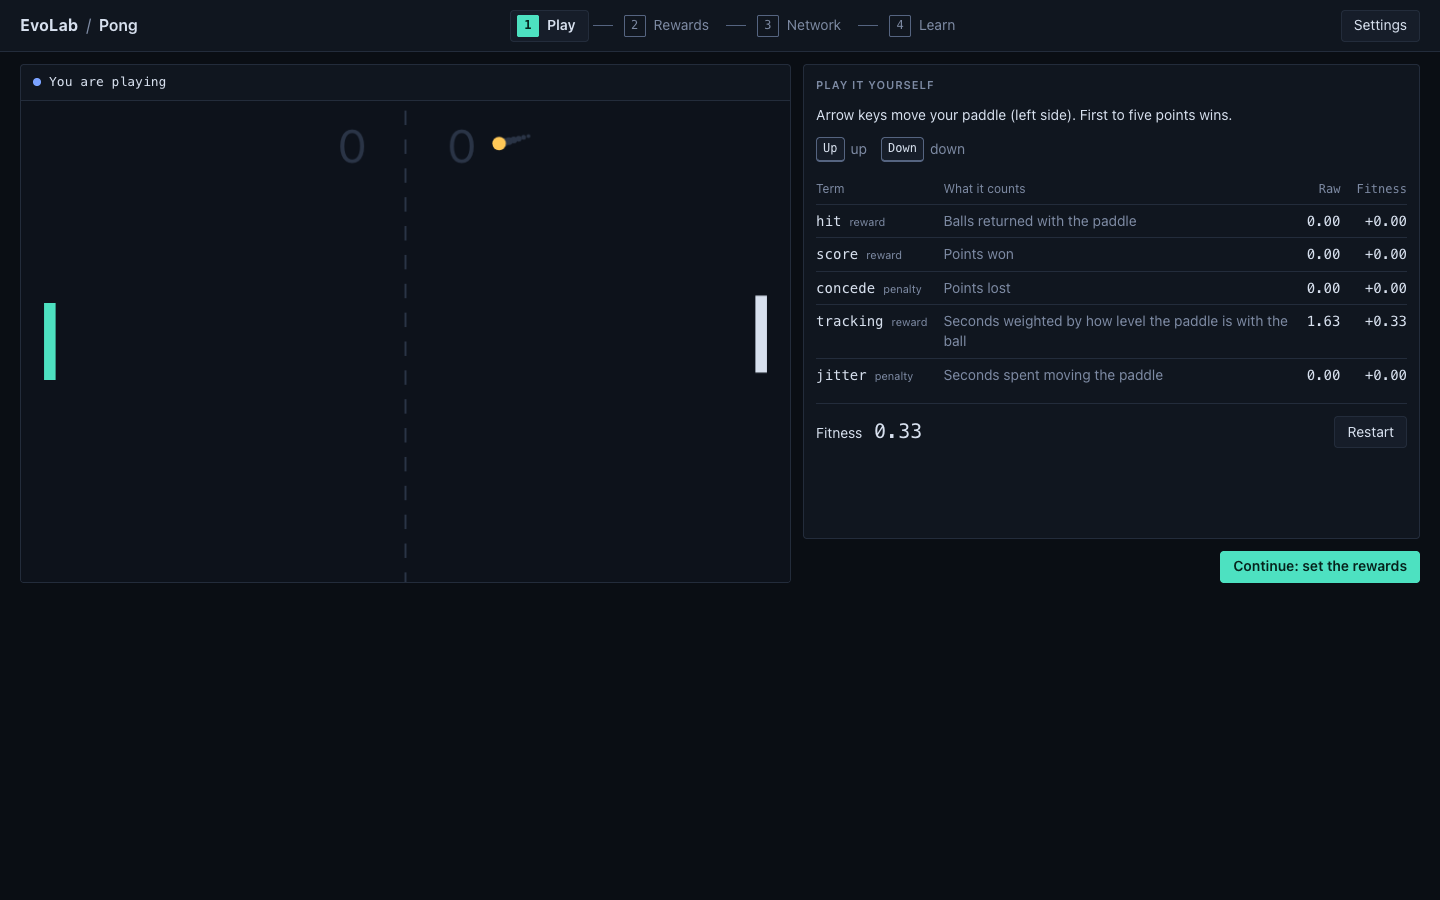 EvoLab / Pong
1 Play
2 Rewards
3 Network
4 Learn
Settings
You are playing
0 0
PLAY IT YOURSELF
Arrow keys move your paddle (left side). First to five points wins.
Up up Down down
Term What it counts Raw Fitness
hit reward Balls returned with the paddle 0.00 +0.00
score reward Points won 0.00 +0.00
concede penalty Points lost 0.00 +0.00
tracking reward Seconds weighted by how level the paddle is with the 1.63 +0.33
ball
jitter penalty Seconds spent moving the paddle 0.00 +0.00
Fitness 0.33
Restart
Continue: set the rewards